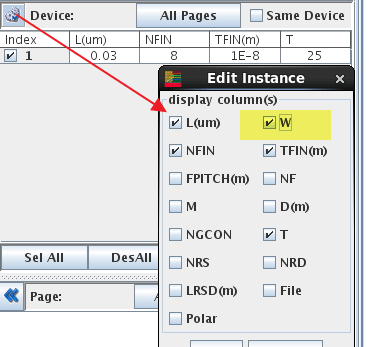 Device: All Pages Same Device
Index L(um) NFIN TFIN(m) T
1 0.03 8 1E-8 25
Edit Instance
display column(s)
L(um) W
NFIN TFIN(m)
FPITCH(m) NF
M D(m)
NGCON T
NRS NRD
LRSD(m) File
Polar
Sel All DesAll
Page: